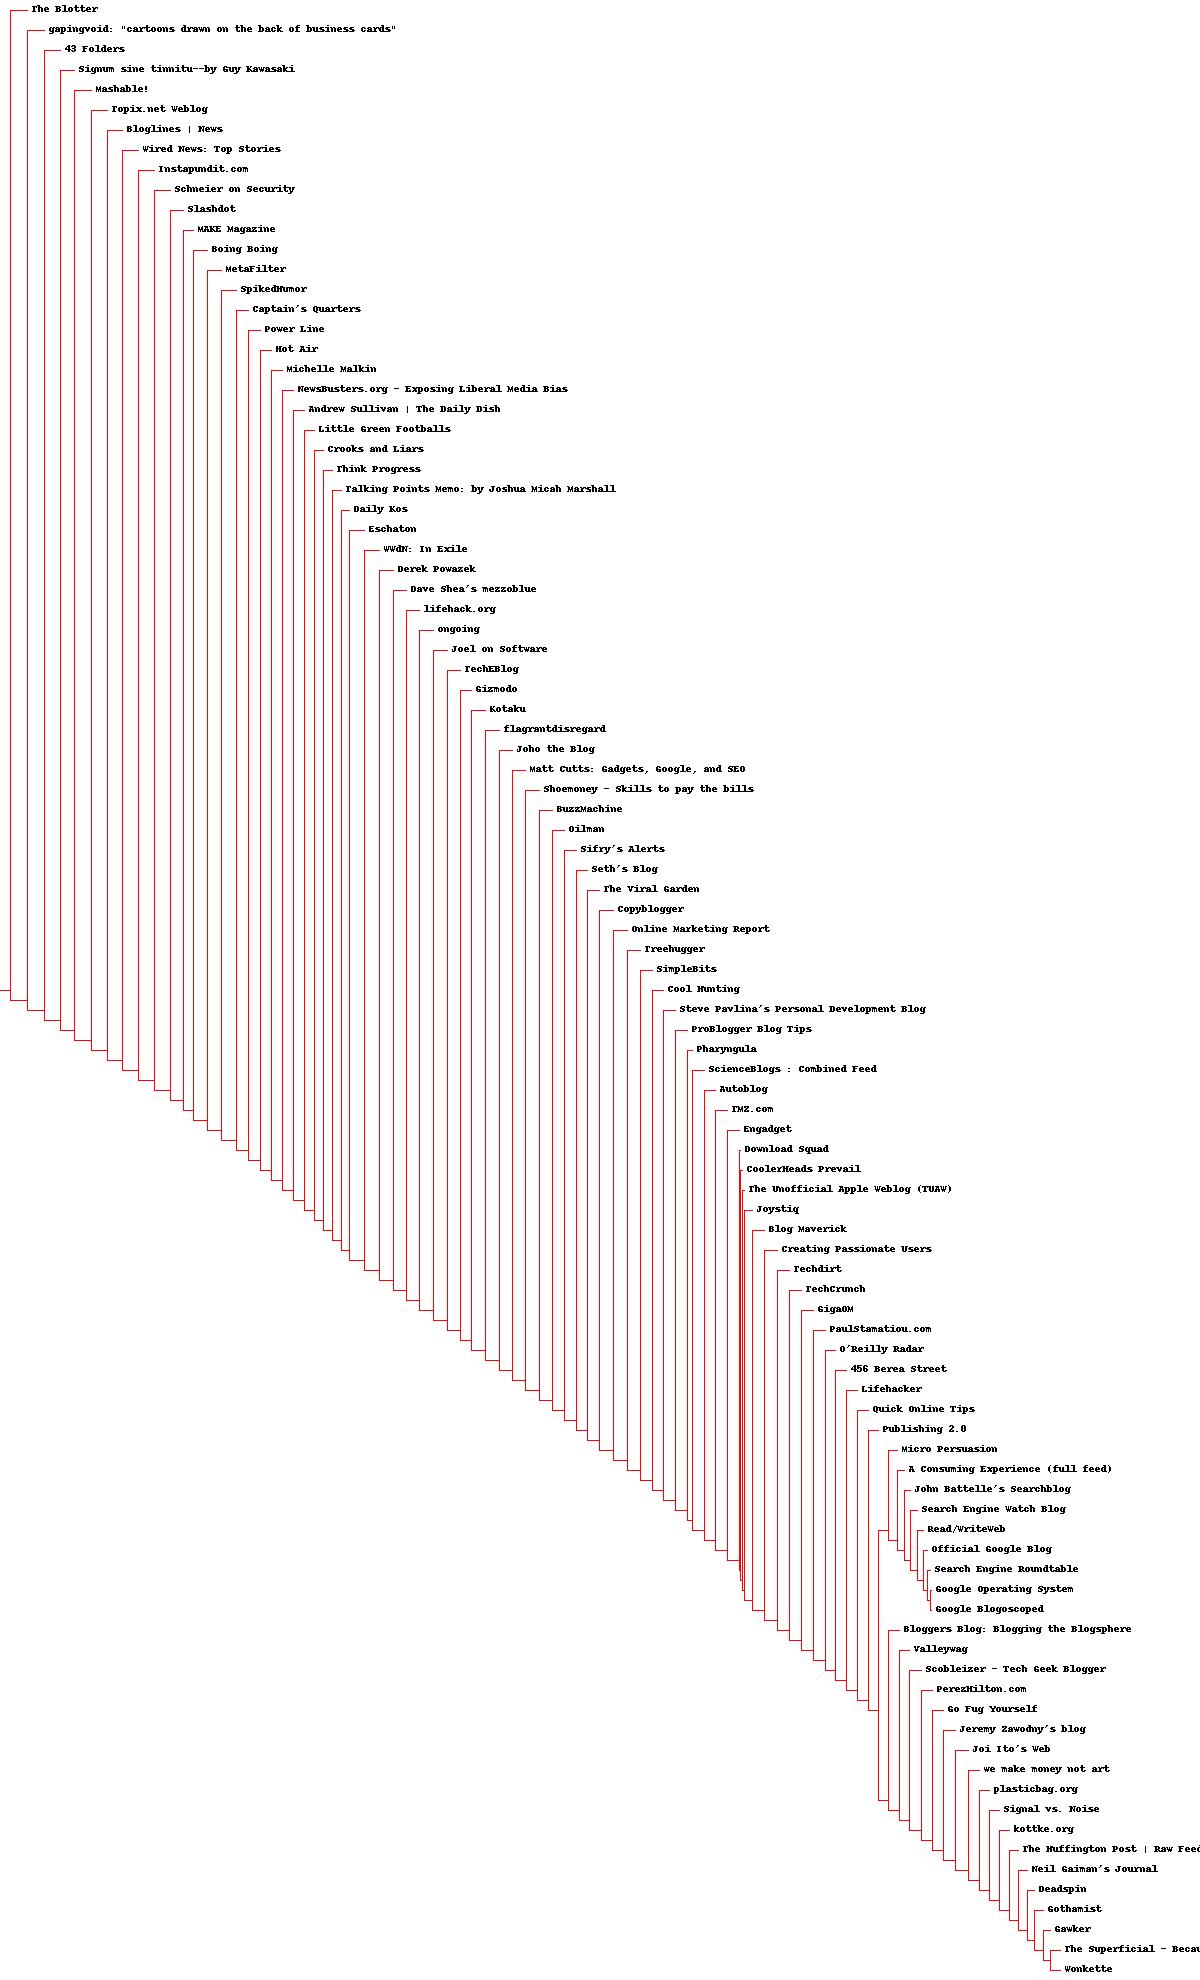 The Blotter
gapingvoid: "cartoons drawn on the back of business cards"
43 Folders
Signum sine tinnitu--by Guy Kawasaki
Mashable!
Topix.net Weblog
Bloglines | News
Wired News: Top Stories
Instapundit.com
Schneier on Security
Slashdot
MAKE Magazine
Boing Boing
MetaFilter
SpikedHumor
Captain's Quarters
Power Line
Hot Air
Michelle Malkin
NewsBusters.org - Exposing Liberal Media Bias
Andrew Sullivan | The Daily Dish
Little Green Footballs
Crooks and Liars
Think Progress
Talking Points Memo: by Joshua Micah Marshall
Daily Kos
Eschaton
WWdN: In Exile
Derek Powazek
Dave Shea's mezzoblue
lifehack.org
ongoing
Joel on Software
TechEBlog
Gizmodo
Kotaku
flagrantdisregard
Joho the Blog
Matt Cutts: Gadgets, Google, and SEO
Shoemoney - Skills to pay the bills
BuzzMachine
Oilman
Sifry's Alerts
Seth's Blog
The Viral Garden
Copyblogger
Online Marketing Report
Treehugger
SimpleBits
Cool Hunting
Steve Pavlina's Personal Development Blog
ProBlogger Blog Tips
Pharyngula
ScienceBlogs : Combined Feed
Autoblog
TMZ.com
Engadget
Download Squad
CoolerHeads Prevail
The Unofficial Apple Weblog (TUAW)
Joystiq
Blog Maverick
Creating Passionate Users
Techdirt
TechCrunch
GigaOM
PaulStamatiou.com
O'Reilly Radar
456 Berea Street
Lifehacker
Quick Online Tips
Publishing 2.0
Micro Persuasion
A Consuming Experience (full feed)
John Battelle's Searchblog
Search Engine Watch Blog
Read/WriteWeb
Official Google Blog
Search Engine Roundtable
Google Operating System
Google Blogoscoped
Bloggers Blog: Blogging the Blogsphere
Valleywag
Scobleizer - Tech Geek Blogger
PerezHilton.com
Go Fug Yourself
Jeremy Zawodny's blog
Joi Ito's Web
we make money not art
plasticbag.org
Signal vs. Noise
kottke.org
The Huffington Post | Raw Feed
Neil Gaiman's Journal
Deadspin
Gothamist
Gawker
The Superficial - Becau
Wonkette